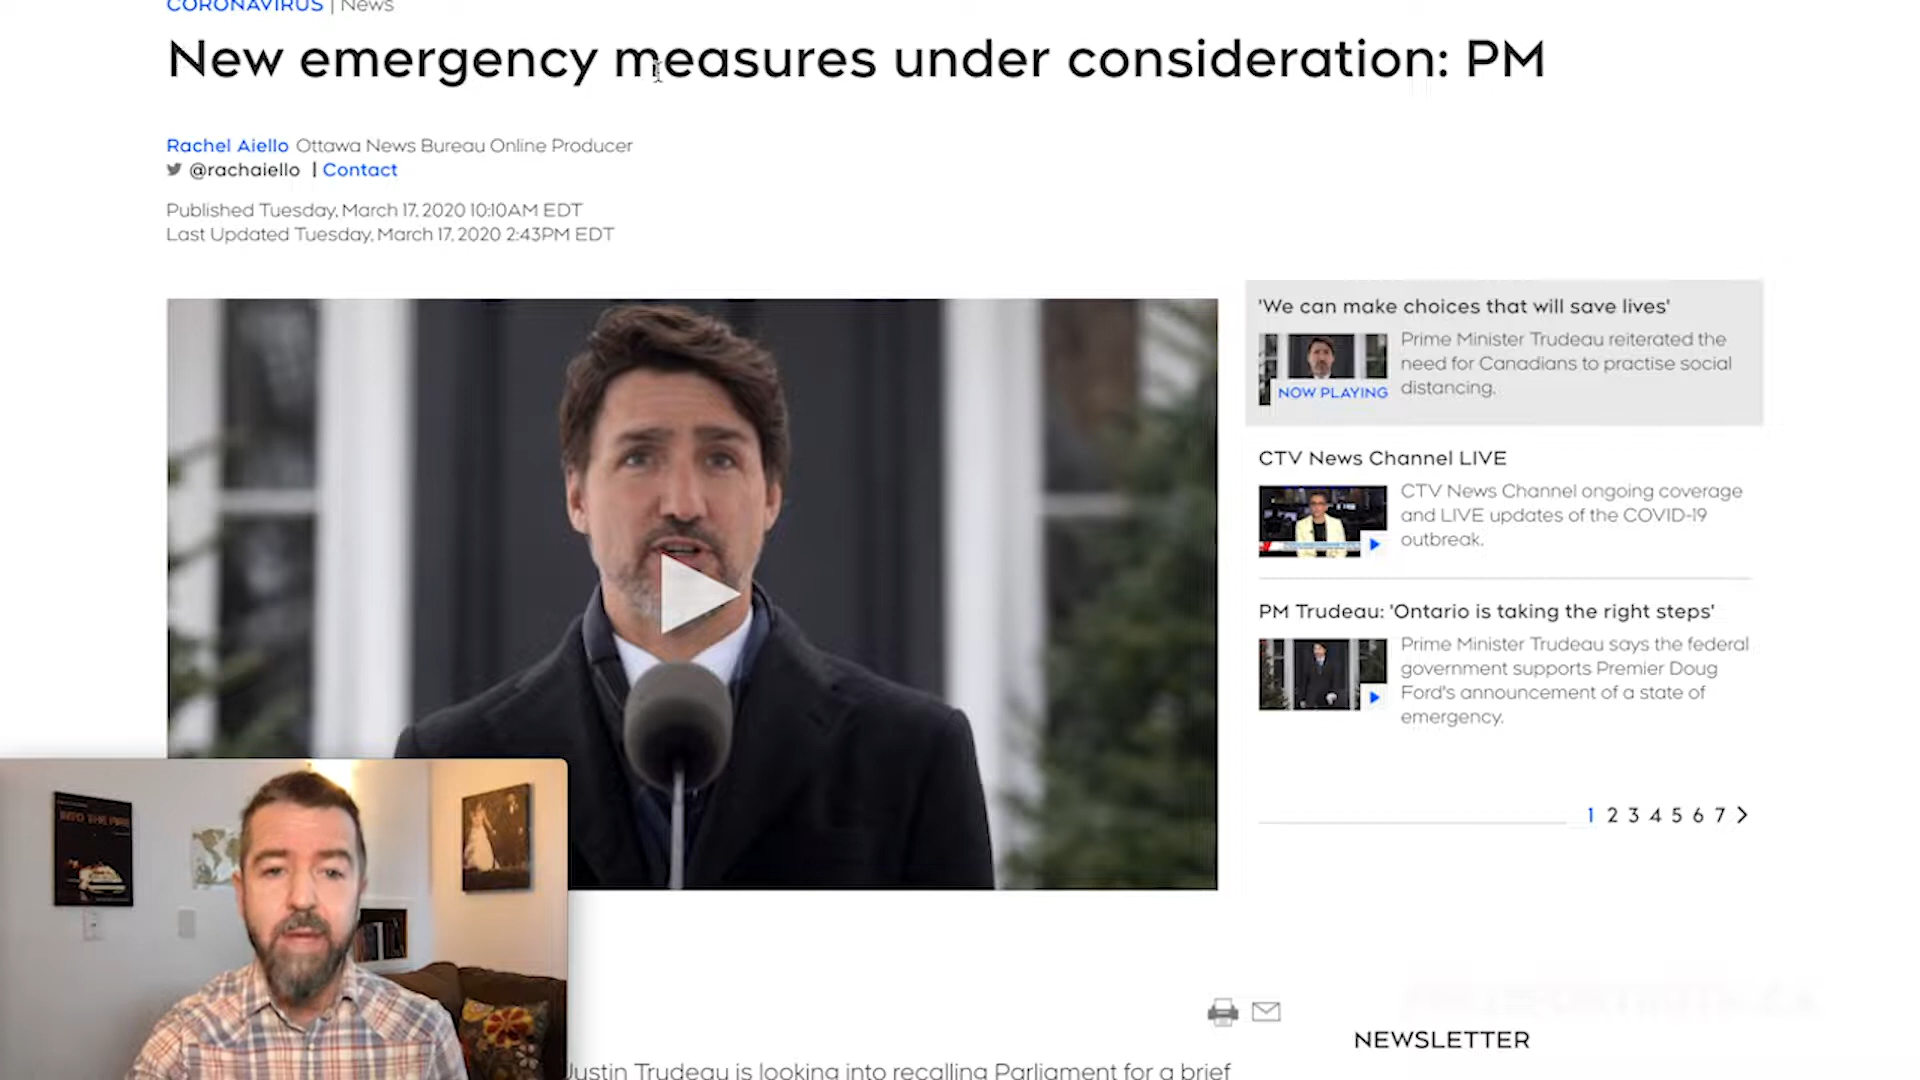 CORONAVIRUS | News
New emergency measures under consideration: PM
Rachel Aiello Ottawa News Bureau Online Producer
@rachaiello | Contact
Published Tuesday, March 17, 2020 10:10AM EDT
Last Updated Tuesday, March 17, 2020 2:43PM EDT
'We can make choices that will save lives'
Prime Minister Trudeau reiterated the
need for Canadians to practise social
distancing.
NOW PLAYING
CTV News Channel LIVE
CTV News Channel ongoing coverage
and LIVE updates of the COVID-19
outbreak.
PM Trudeau: 'Ontario is taking the right steps'
Prime Minister Trudeau says the federal
government supports Premier Doug
Ford's announcement of a state of
emergency.
1 2 3 4 5 6 7
INTO THE FIRE
NEWSLETTER
Justin Trudeau is looking into recalling Parliament for a brief